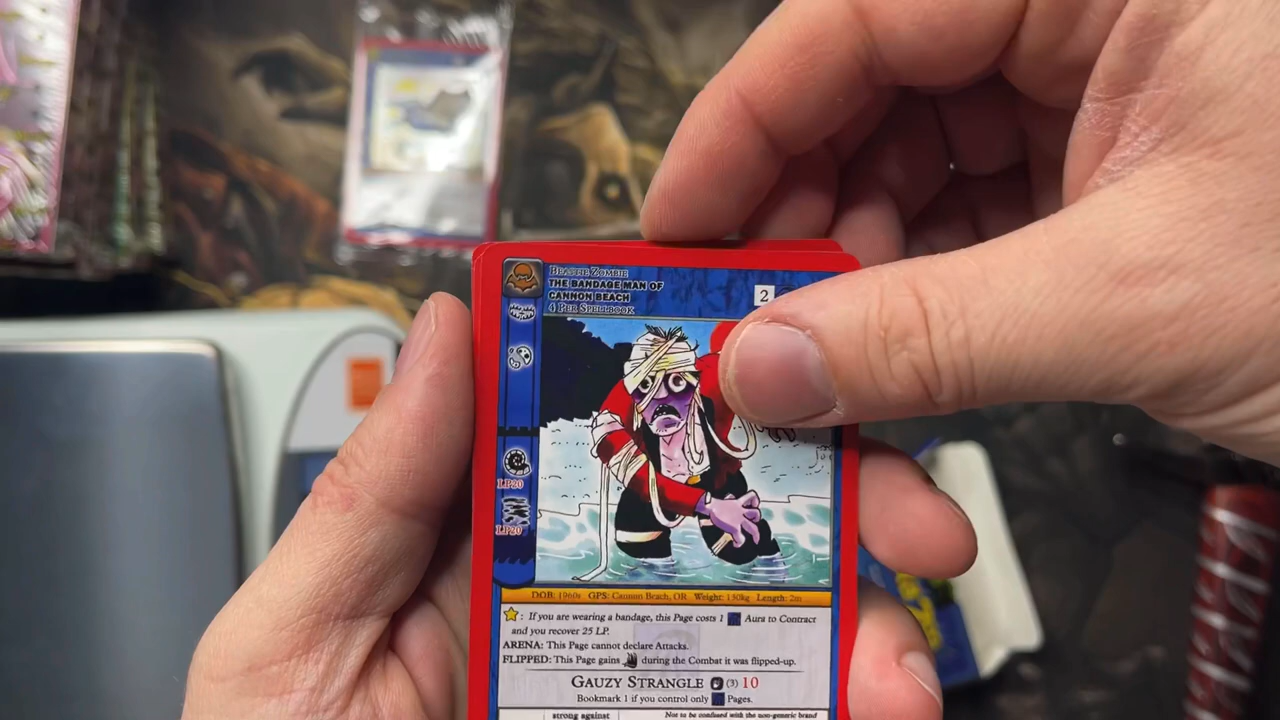 BEASTIE ZOMBIE
THE BANDAGE MAN OF
CANNON BEACH
4 PER SPELLBOOK
2
LP20
LP20
DOB: 1960s GPS: Cannon Beach, OR Weight: 130kg Length: 2m
: If you are wearing a bandage, this Page costs 1 Aura to Contract
and you recover 25 LP.
ARENA: This Page cannot declare Attacks.
FLIPPED: This Page gains during the Combat it was flipped-up.
GAUZY STRANGLE (3) 10
Bookmark 1 if you control only Pages.
strong against
Not to be confused with the non-generic brand